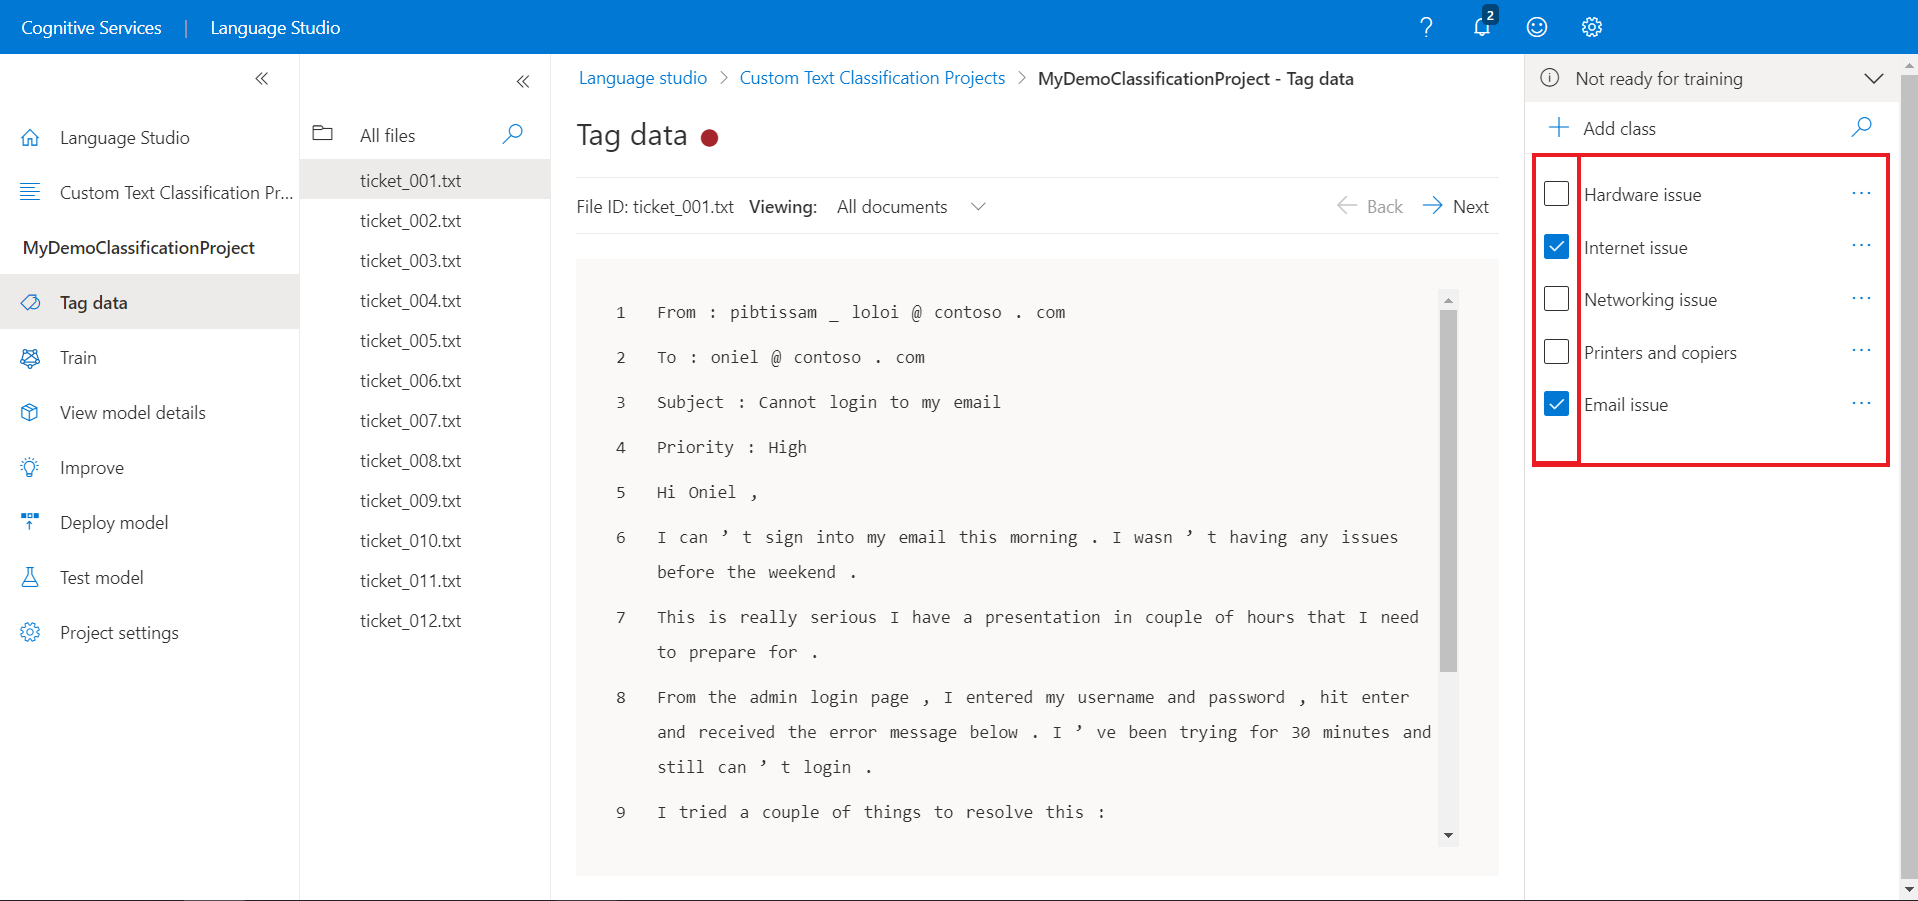 Cognitive Services | Language Studio
2
Language Studio
Custom Text Classification Pr...
MyDemoClassificationProject
Tag data
Train
View model details
Improve
Deploy model
Test model
Project settings
All files
ticket_001.txt
ticket_002.txt
ticket_003.txt
ticket_004.txt
ticket_005.txt
ticket_006.txt
ticket_007.txt
ticket_008.txt
ticket_009.txt
ticket_010.txt
ticket_011.txt
ticket_012.txt
Language studio > Custom Text Classification Projects > MyDemoClassificationProject - Tag data
Tag data
File ID: ticket_001.txt Viewing: All documents
Back Next
1 From : pibtissam _ loloi @ contoso . com
2 To : oniel @ contoso . com
3 Subject : Cannot login to my email
4 Priority : High
5 Hi Oniel ,
6 I can ’ t sign into my email this morning . I wasn ’ t having any issues
before the weekend .
7 This is really serious I have a presentation in couple of hours that I need
to prepare for .
8 From the admin login page , I entered my username and password , hit enter
and received the error message below . I ’ ve been trying for 30 minutes and
still can ’ t login .
9 I tried a couple of things to resolve this :
Not ready for training
Add class
Hardware issue ...
Internet issue ...
Networking issue ...
Printers and copiers ...
Email issue ...